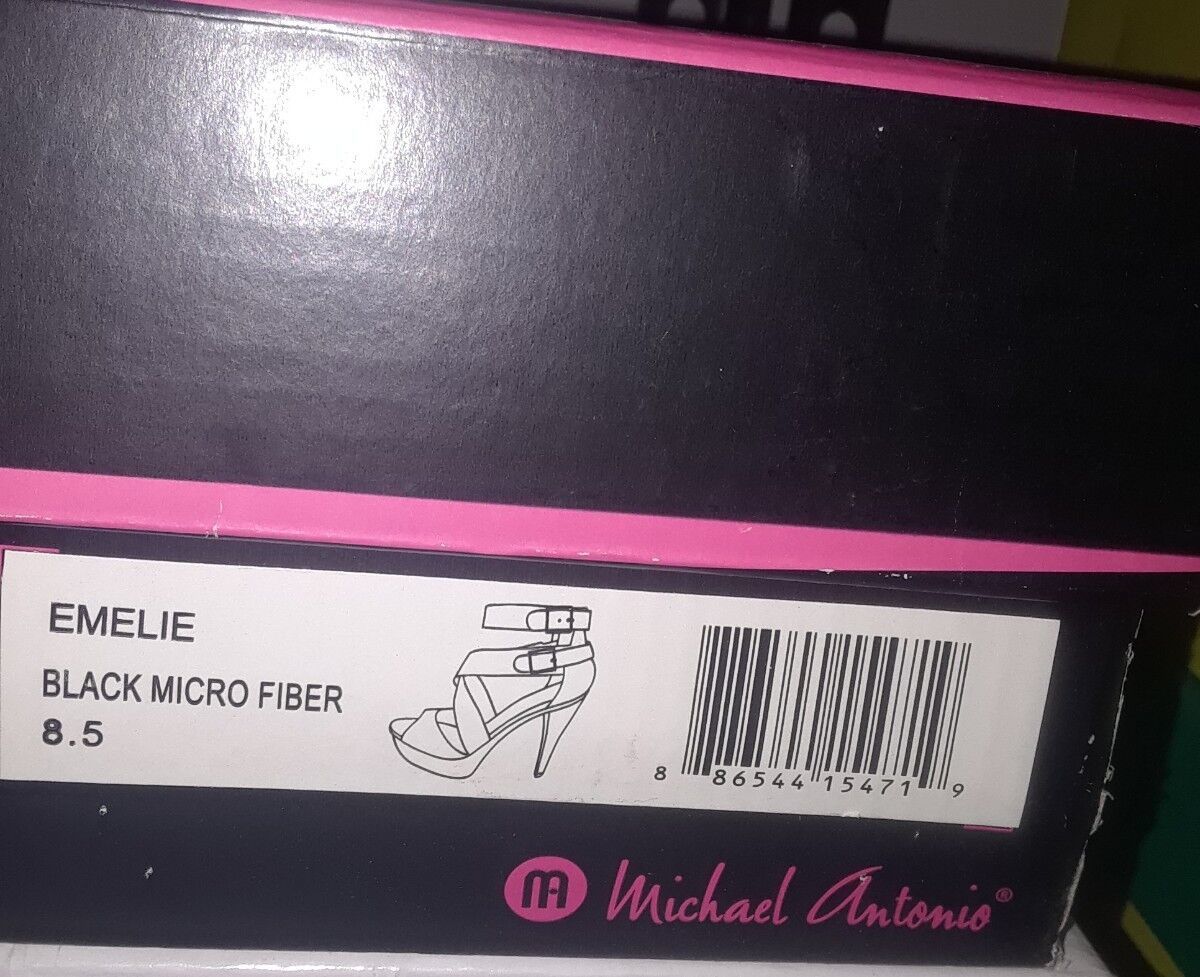 EMELIE
BLACK MICRO FIBER
8.5
8 86544 15471 9
m Michael Antonio®